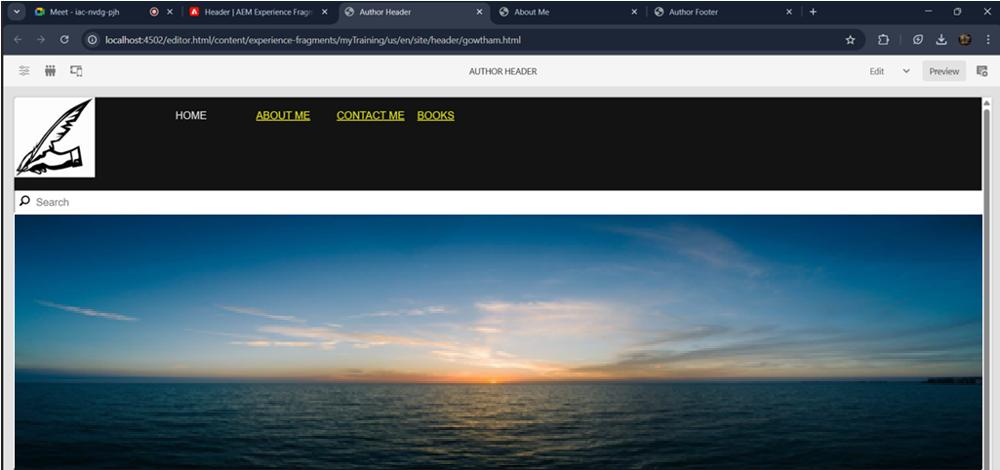 Meet - iac-nvdg-pjh
Header | AEM Experience Fragm
Author Header
About Me
Author Footer
localhost:4502/editor.html/content/experience-fragments/myTraining/us/en/site/header/gowtham.html
AUTHOR HEADER
Edit
Preview
HOME ABOUT ME CONTACT ME BOOKS
Search